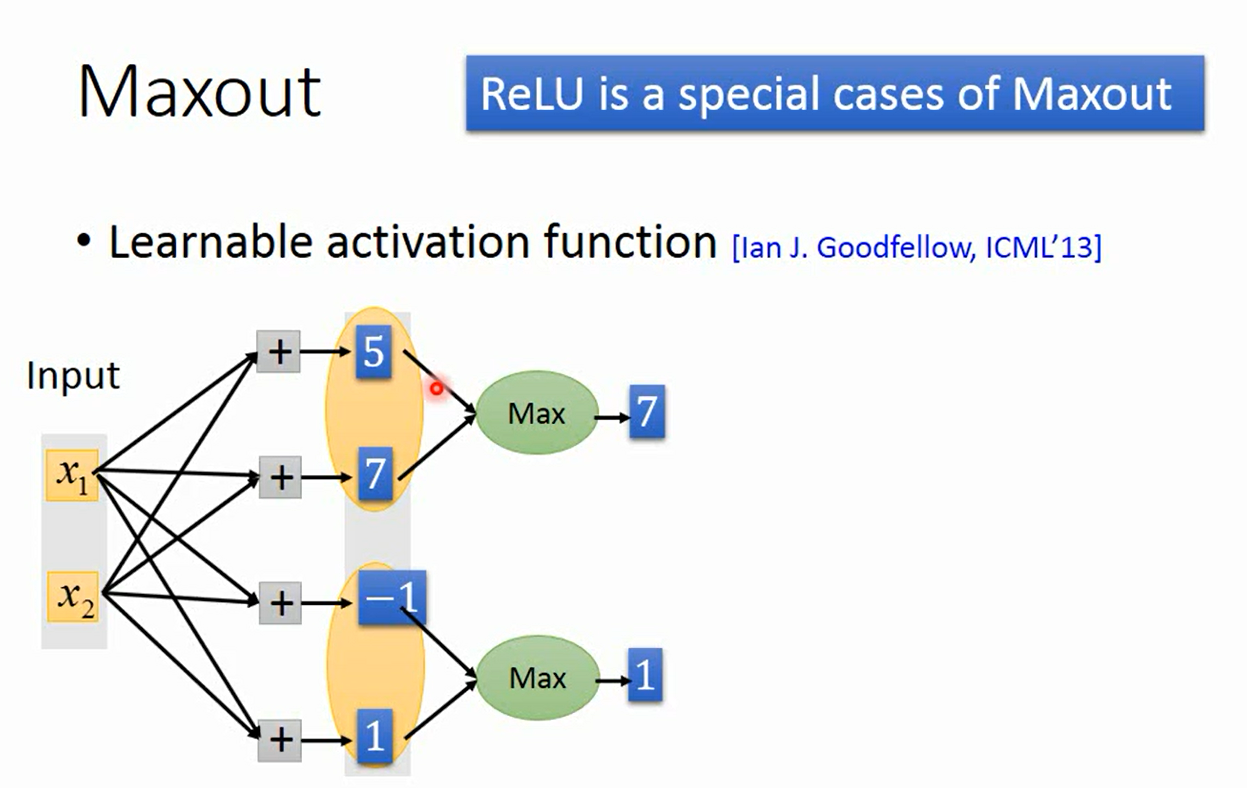 Maxout
ReLU is a special cases of Maxout
• Learnable activation function [Ian J. Goodfellow, ICML’13]
Input
x1
x2
+
+
+
+
5
7
−1
1
Max
Max
7
1